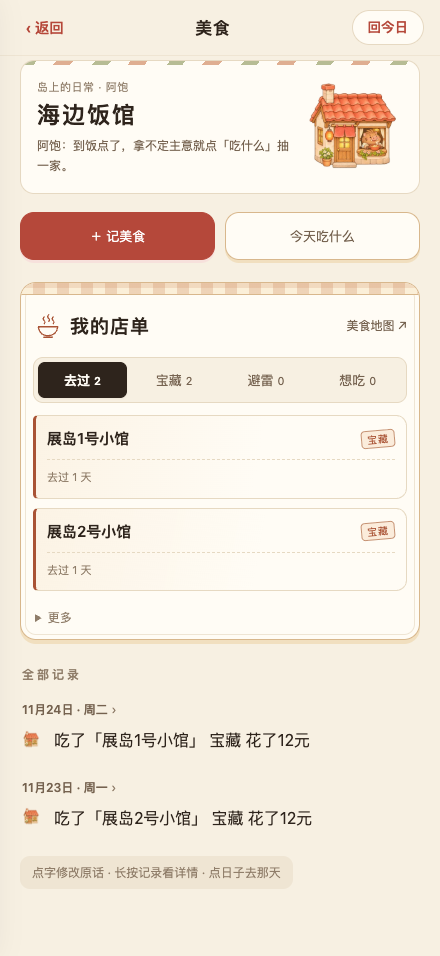 ‹ 返回
美食
回今日
岛上的日常 · 阿饱
海边饭馆
阿饱：到饭点了，拿不定主意就点「吃什么」抽
一家。
＋ 记美食
今天吃什么
我的店单
美食地图 ↗
去过 2
宝藏 2
避雷 0
想吃 0
展岛1号小馆
宝藏
去过 1 天
展岛2号小馆
宝藏
去过 1 天
▶ 更多
全部记录
11月24日 · 周二 ›
吃了「展岛1号小馆」 宝藏 花了12元
11月23日 · 周一 ›
吃了「展岛2号小馆」 宝藏 花了12元
点字修改原话 · 长按记录看详情 · 点日子去那天